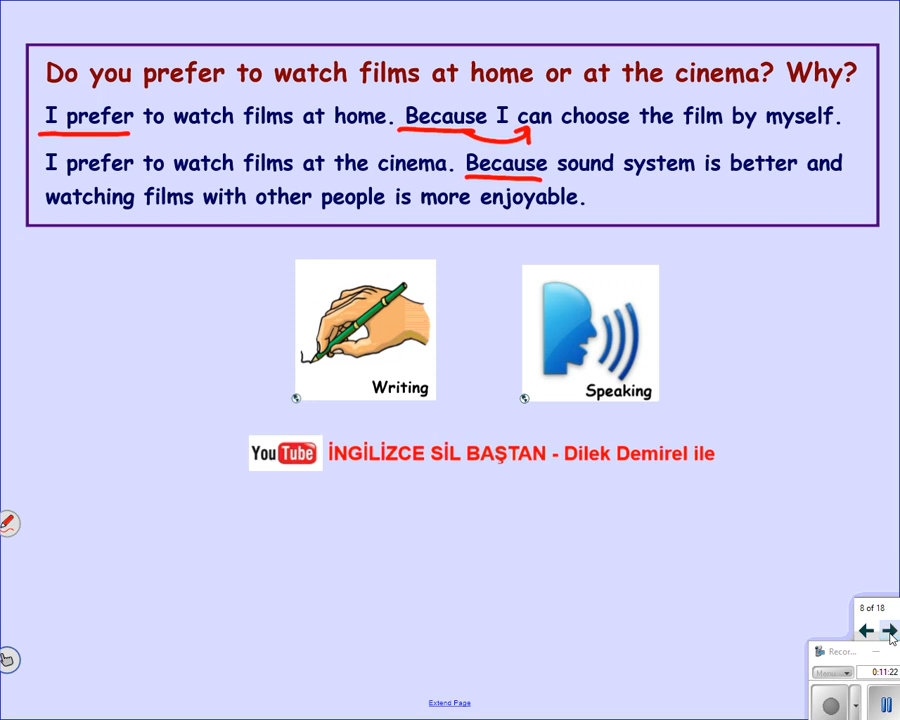 Do you prefer to watch films at home or at the cinema? Why?
I prefer to watch films at home. Because I can choose the film by myself.
I prefer to watch films at the cinema. Because sound system is better and
watching films with other people is more enjoyable.
Writing
Speaking
YouTube İNGİLİZCE SİL BAŞTAN - Dilek Demirel ile
8 of 18
Recor...
Menu
0:11:22
Extend Page